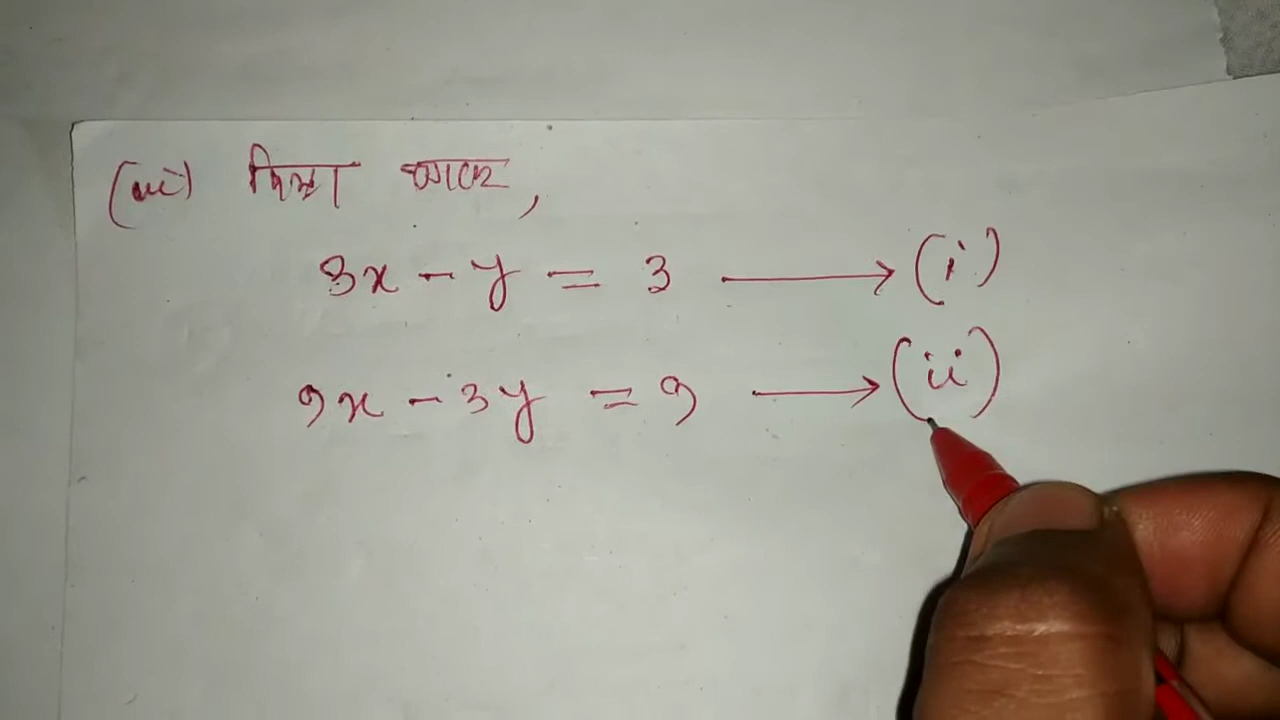 (iii) দিয়া আছে,
3x - y = 3 ⟶ (i)
9x - 3y = 9 ⟶ (ii)